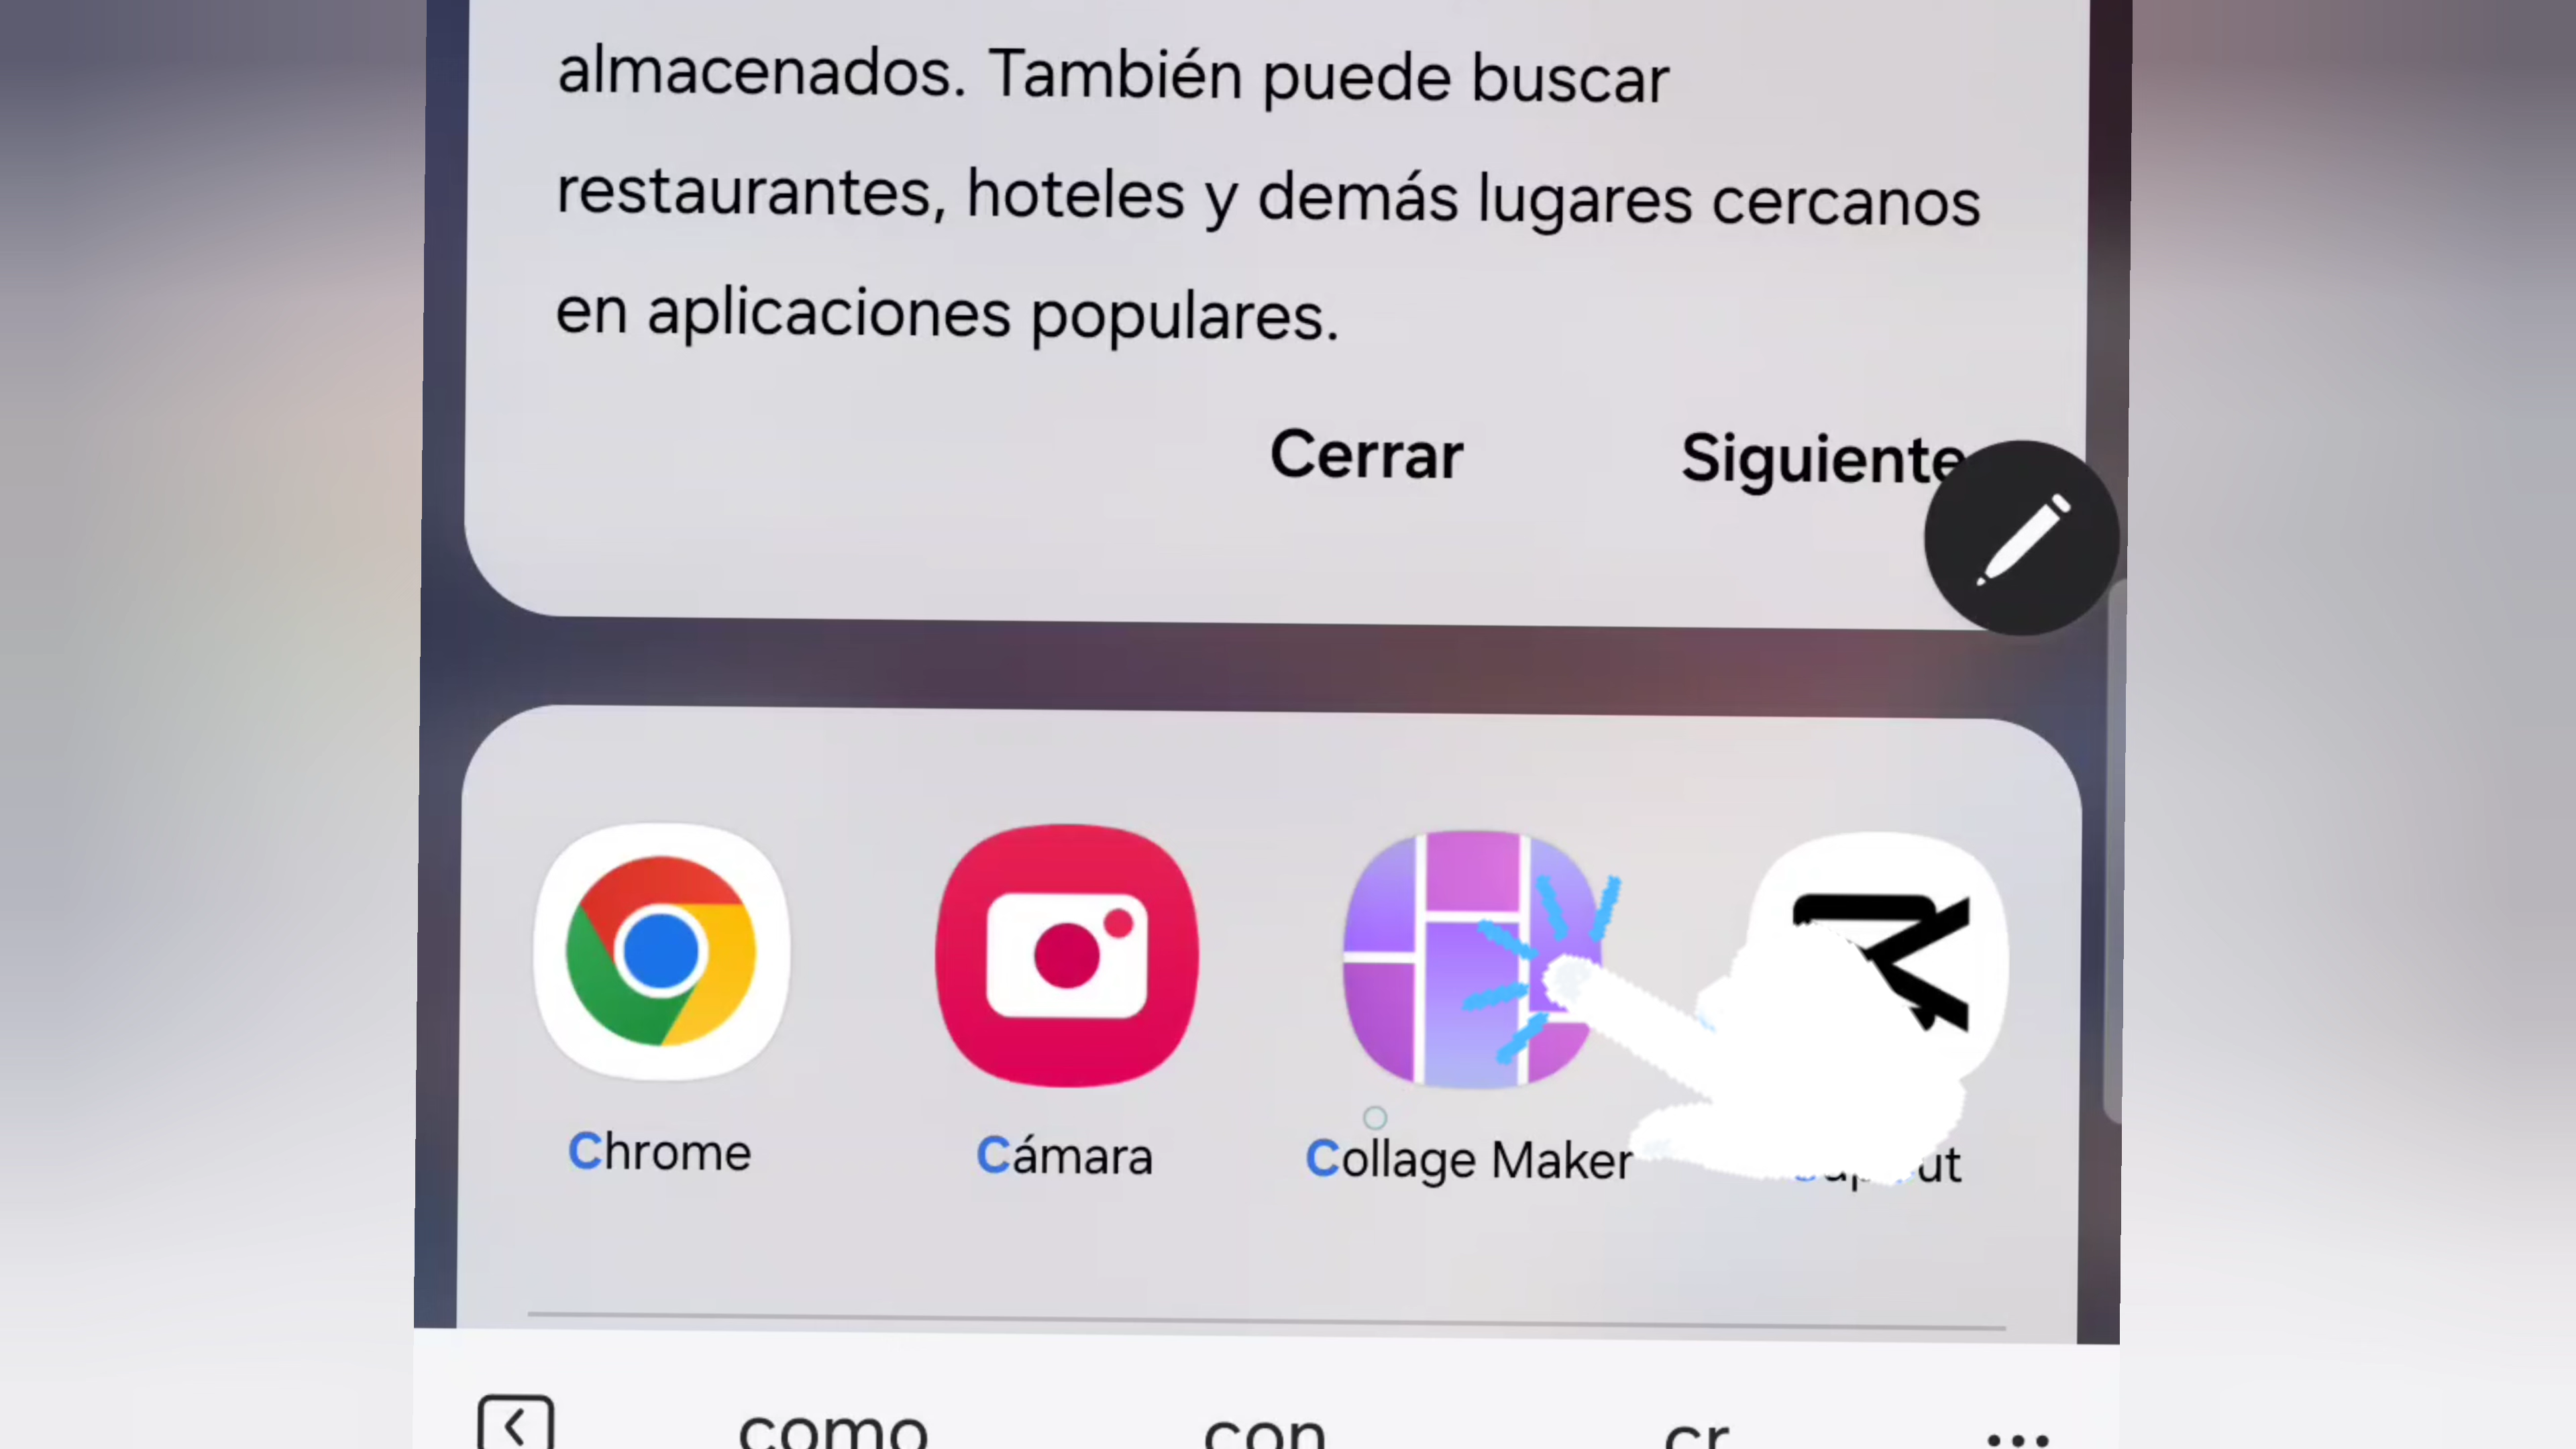 almacenados. También puede buscar
restaurantes, hoteles y demás lugares cercanos
en aplicaciones populares.
Cerrar Siguiente
Chrome Cámara Collage Maker
como con cr ...